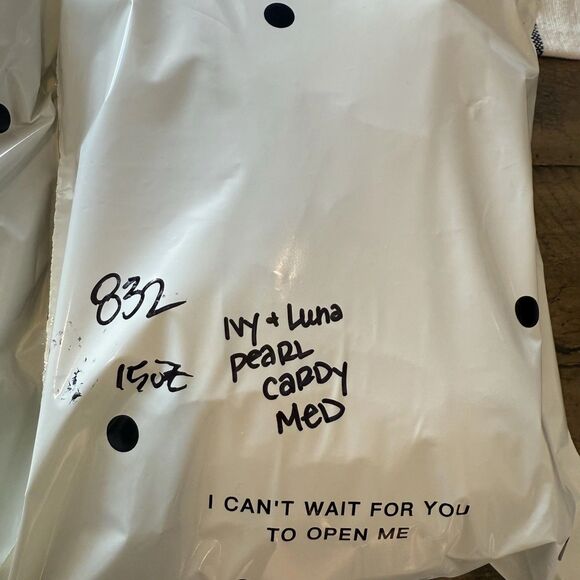 832
15oz
Ivy + Luna
PeaRL
CaRDY
MeD
I CAN'T WAIT FOR YOU
TO OPEN ME